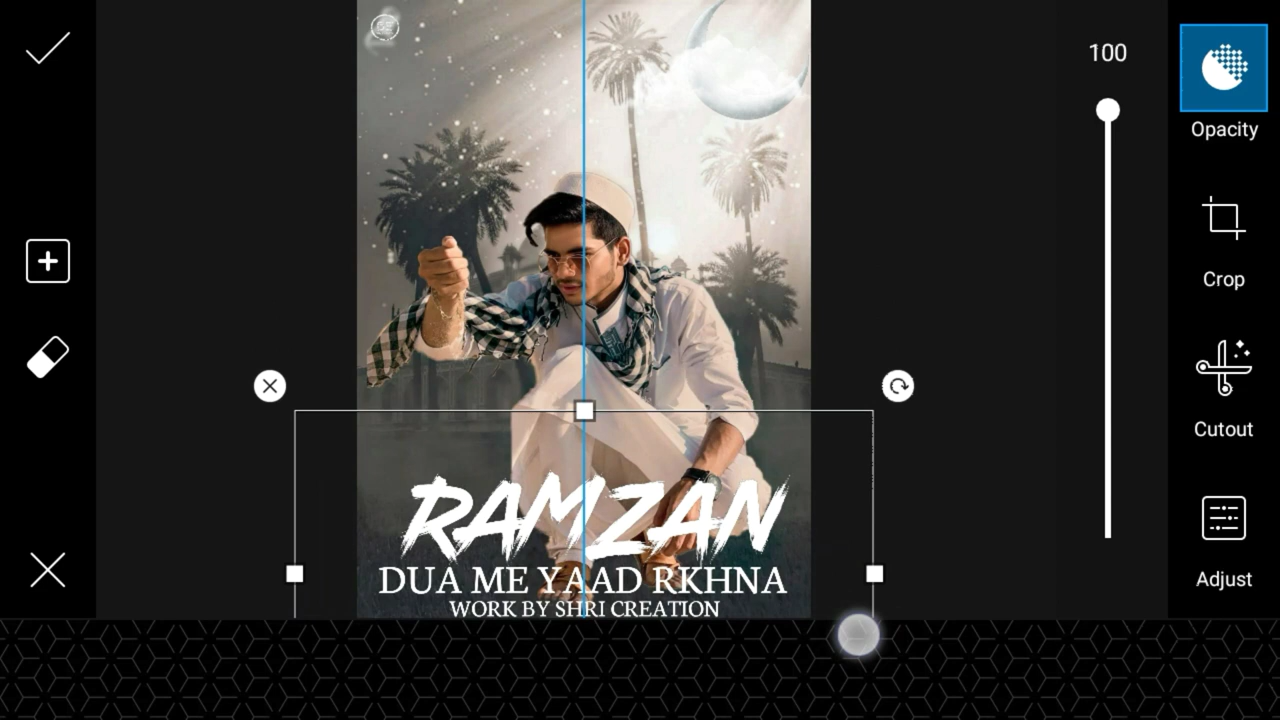 100
Opacity
Crop
Cutout
Adjust
RAMZAN
DUA ME YAAD RKHNA
WORK BY SHRI CREATION